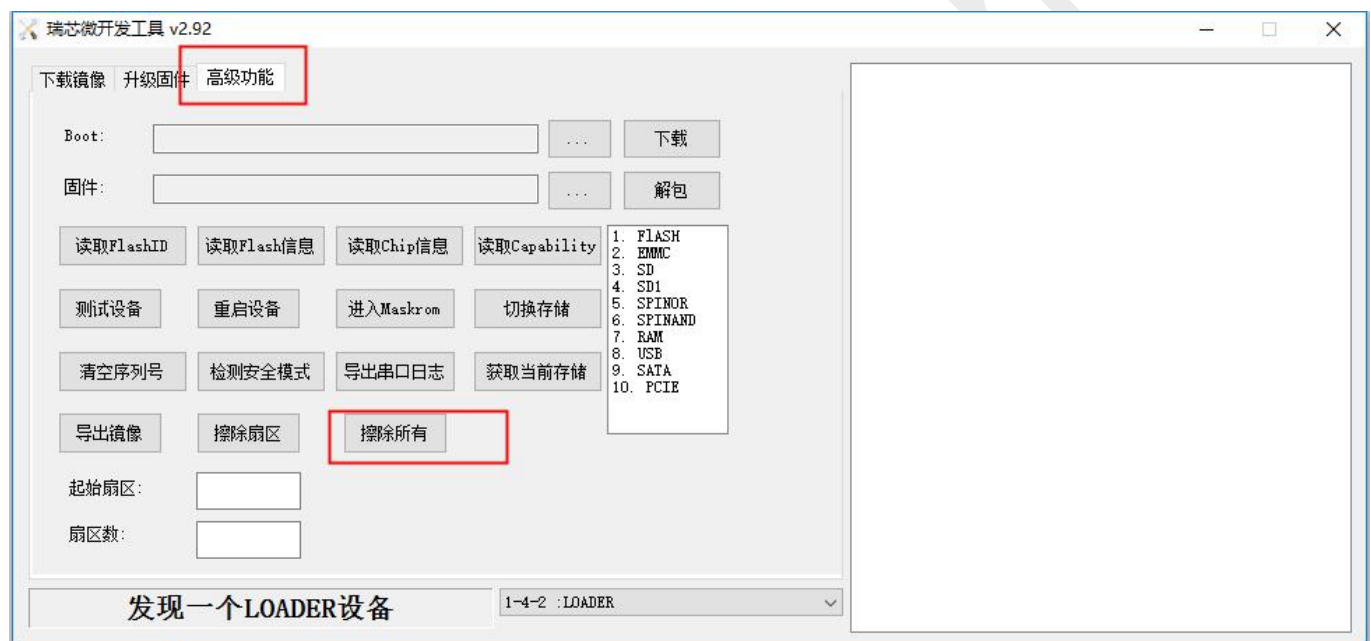 瑞芯微开发工具 v2.92
下载镜像 升级固件 高级功能
Boot: ... 下载
固件: ... 解包
读取FlashID 读取Flash信息 读取Chip信息 读取Capability
测试设备 重启设备 进入Maskrom 切换存储
清空序列号 检测安全模式 导出串口日志 获取当前存储
导出镜像 擦除扇区 擦除所有
1. FlASH
2. EMMC
3. SD
4. SD1
5. SPINOR
6. SPINAND
7. RAM
8. USB
9. SATA
10. PCIE
起始扇区:
扇区数:
发现一个LOADER设备 1-4-2 :LOADER